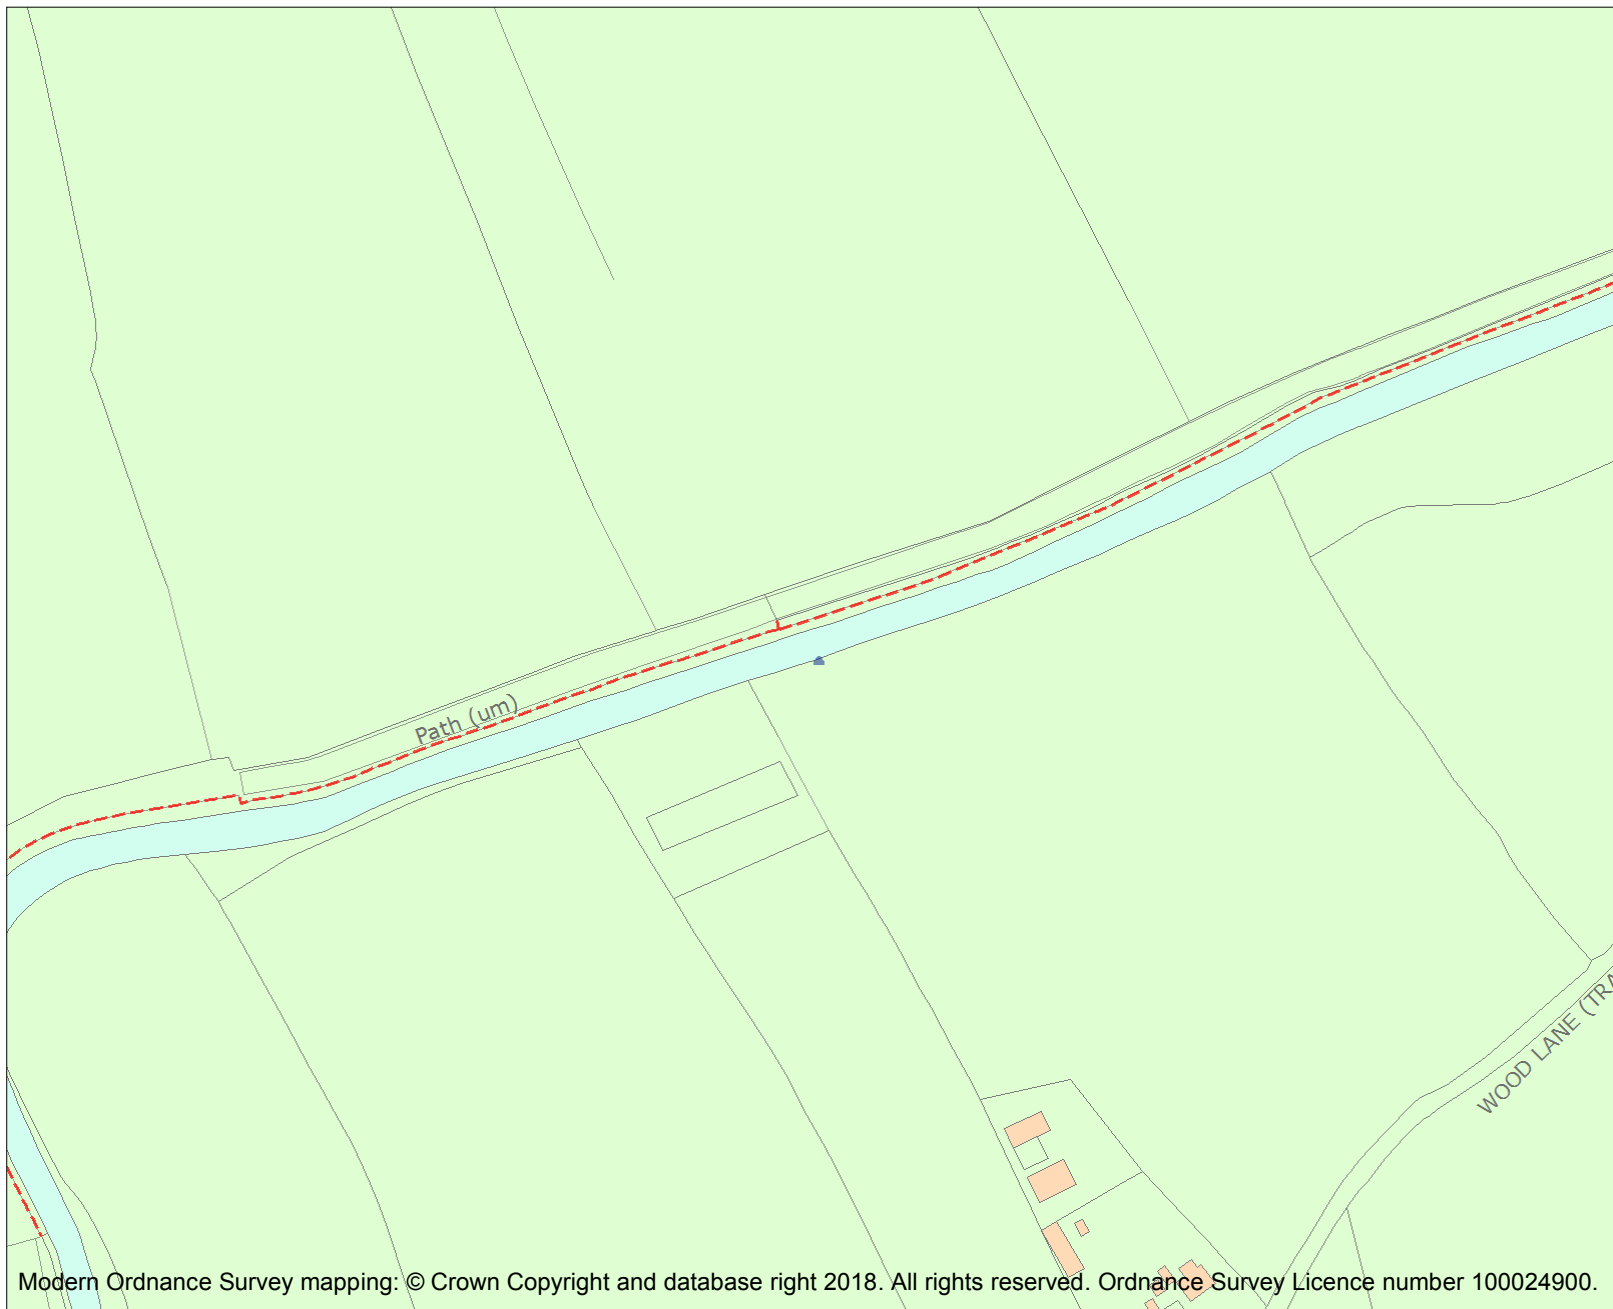 Path (um)
WOOD LANE (TRA
Modern Ordnance Survey mapping: © Crown Copyright and database right 2018. All rights reserved. Ordnance Survey Licence number 100024900.